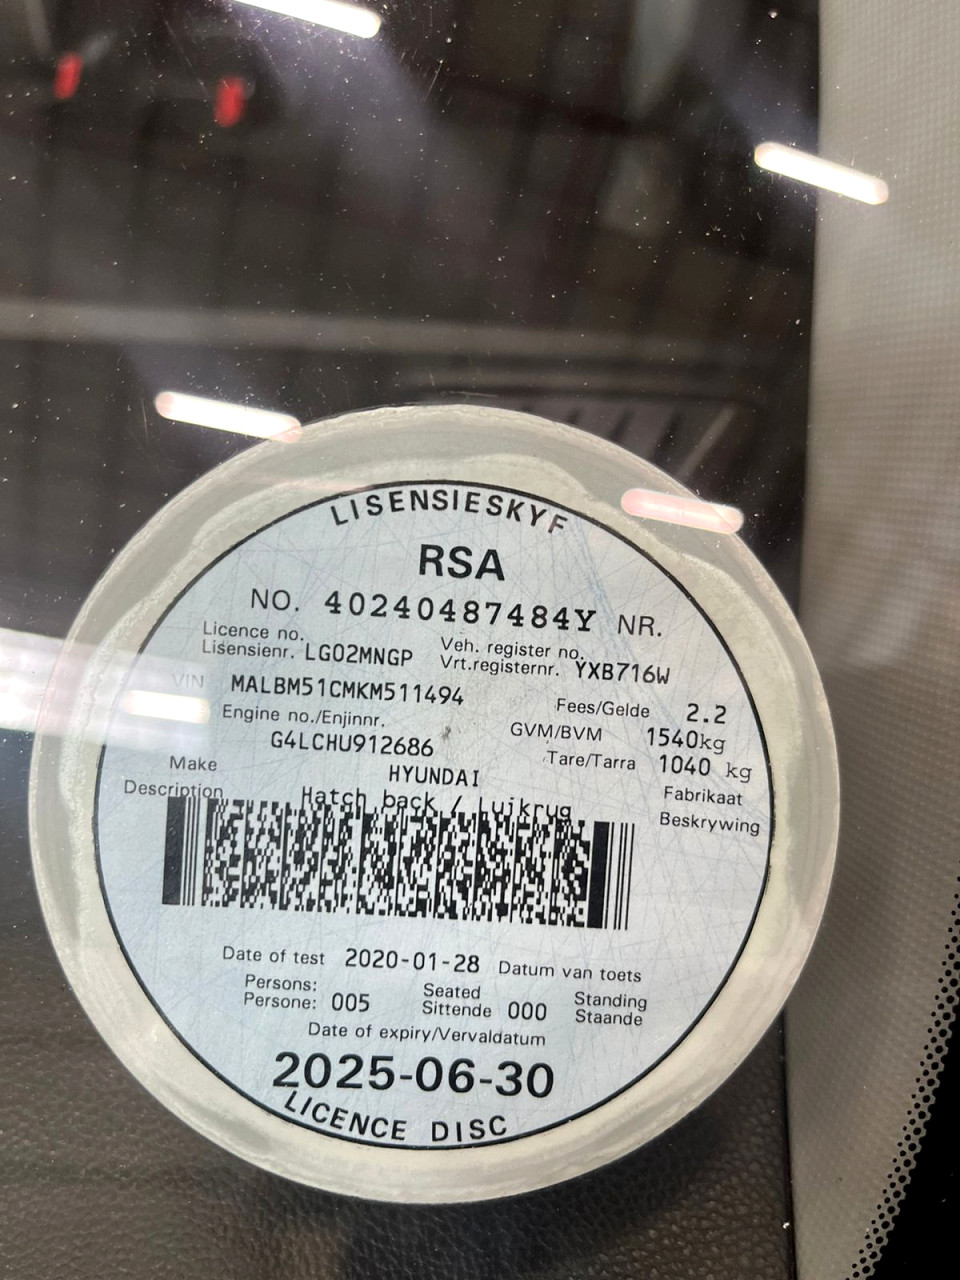 LISENSIESKYF
RSA
NO. 40240487484Y NR.
Licence no. Veh. register no.
Lisensienr. LG02MNGP Vrt.registernr. YXB716W
VIN MALBM51CMKM511494 Fees/Gelde 2.2
Engine no./Enjinnr. GVM/BVM 1540kg
G4LCHU912686 Tare/Tarra 1040 kg
Make HYUNDAI Fabrikaat
Description Hatch back / Luikrug Beskrywing
Date of test 2020-01-28 Datum van toets
Persons: Seated Standing
Persone: 005 Sittende 000 Staande
Date of expiry/Vervaldatum
2025-06-30
LICENCE DISC